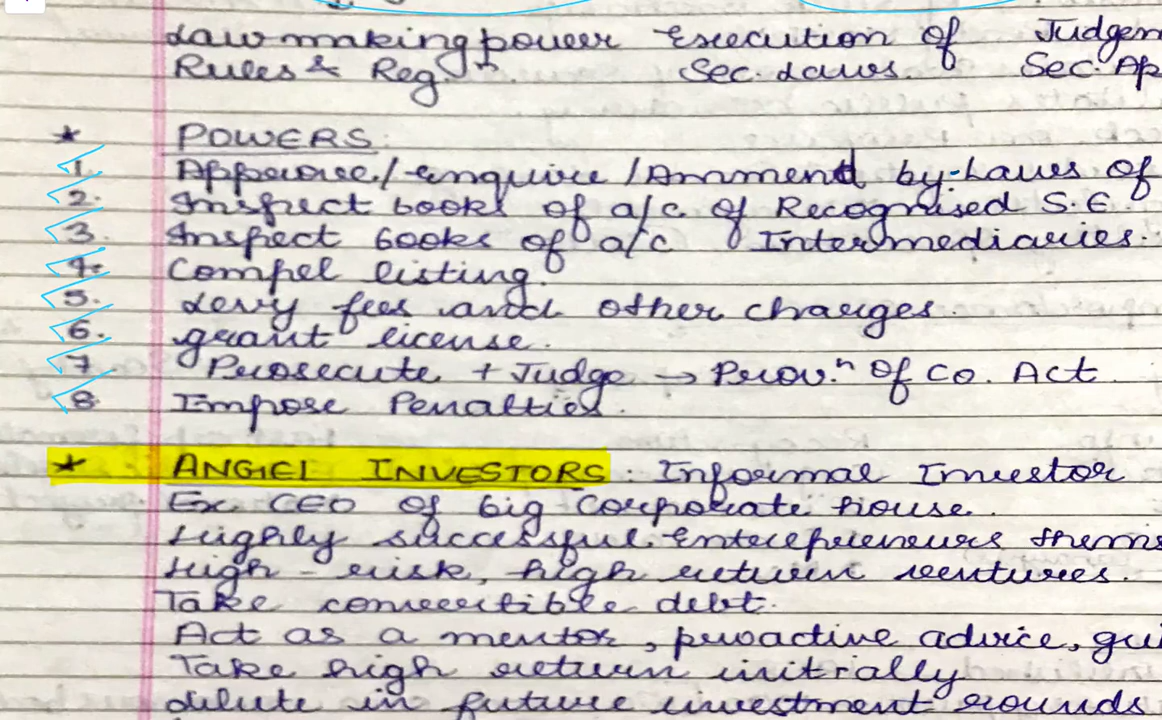 Law making power Execution of Judgem
Rules & Reg. Sec. Laws. Sec. Ap
* POWERS:
1. Approve/enquire/Ammend by-Laws of
2. Inspect books of a/c of Recognised S.E.
3. Inspect books of a/c of Intermediaries.
4. Compel listing.
5. Levy fees and other charges.
6. grant license.
7. Prosecute + Judge → Prov.n of Co. Act
8. Impose Penalties.
* ANGEL INVESTORS: Informal Investor
Ex CEO of big Corporate house.
Highly successful Enterepreneurs thems
High-risk, high return ventures.
Take convertible debt.
Act as a mentor, proactive advice, gui
Take high return initially
dilute in future investment rounds